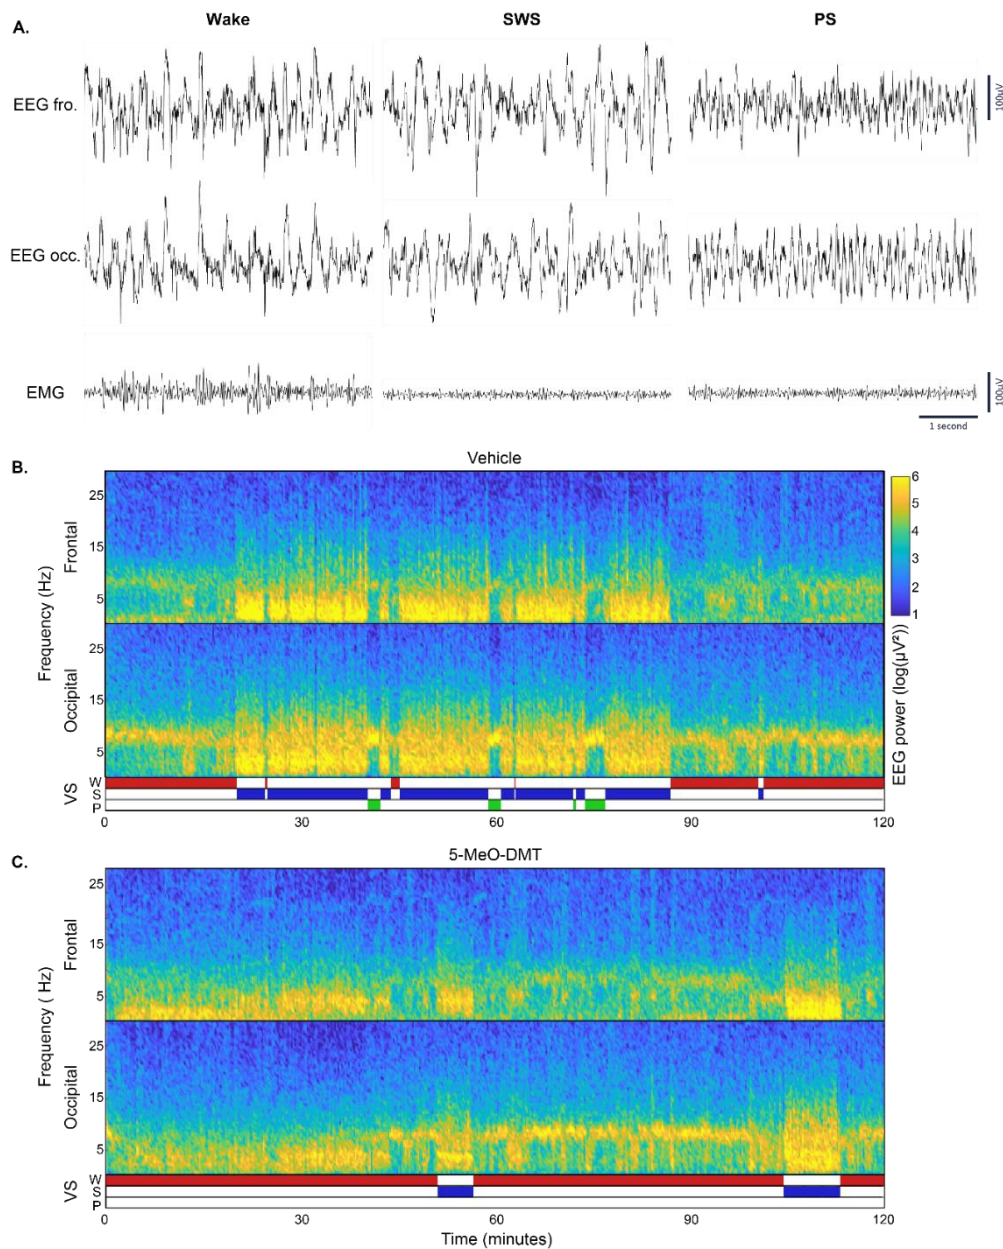 A.
Wake
SWS
PS
EEG fro.
100µV
EEG occ.
EMG
100µV
1 second
B.
Vehicle
Frequency (Hz)
Frontal
25
15
5
Occipital
25
15
5
6
5
4
3
2
1
EEG power (log(µV²))
VS
W
S
P
0
30
60
90
120
C.
5-MeO-DMT
Frequency ( Hz)
Frontal
25
15
5
Occipital
25
15
5
VS
W
S
P
0
30
60
90
120
Time (minutes)